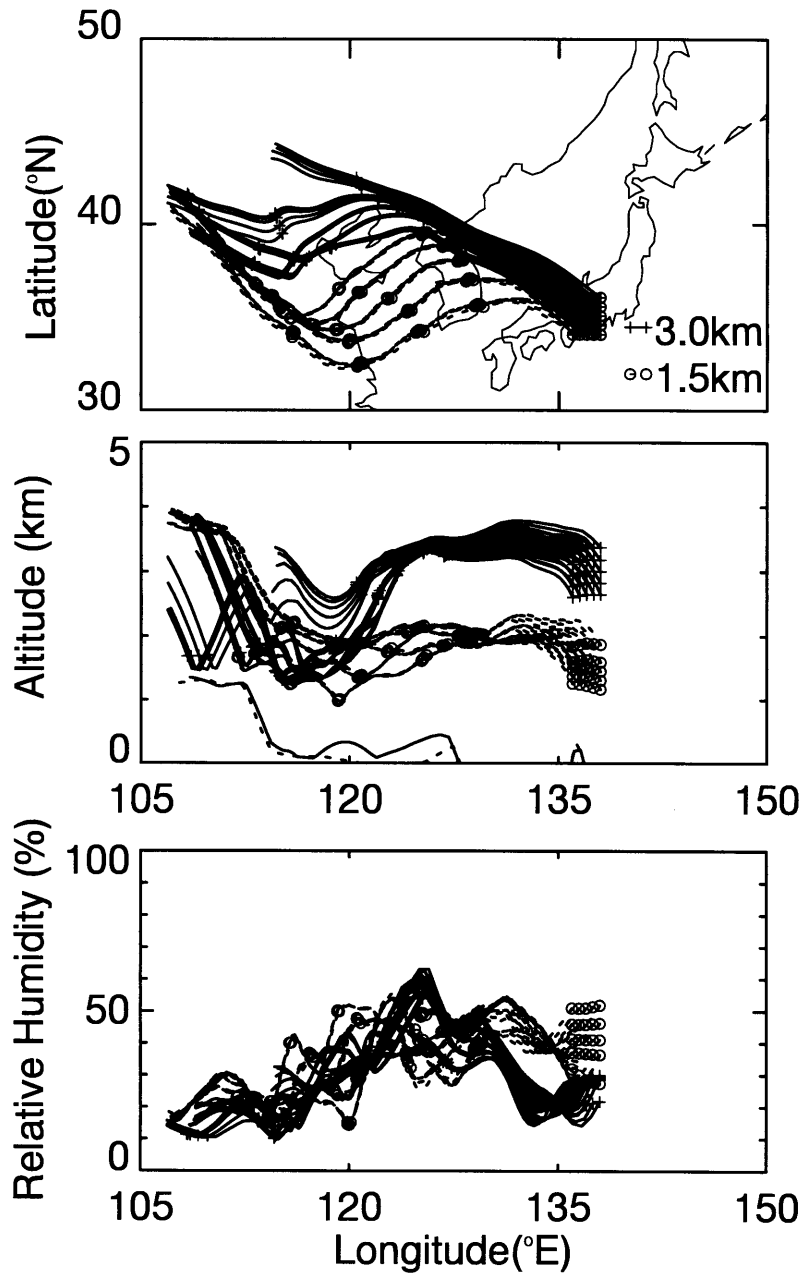 50
40
30
Latitude(°N)
++3.0km
○○1.5km
5
0
Altitude (km)
105 120 135 150
100
50
0
Relative Humidity (%)
105 120 135 150
Longitude(°E)